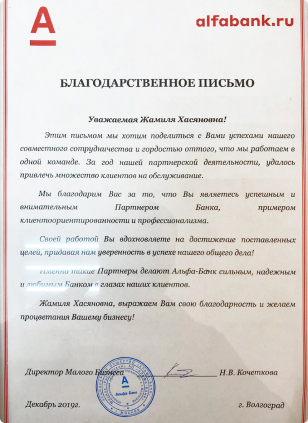 А
alfabank.ru
БЛАГОДАРСТВЕННОЕ ПИСЬМО
Уважаемая Жамиля Хасяновна!
Этим письмом мы хотим поделиться с Вами успехами нашего
совместного сотрудничества и гордостью оттого, что мы работаем в
одной команде. За год нашей партнерской деятельности, удалось
привлечь множество клиентов на обслуживание.
Мы благодарим Вас за то, что Вы являетесь успешным и
внимательным Партнером Банка, примером
клиентоориентированности и профессионализма.
Своей работой Вы вдохновляете на достижение поставленных
целей, придавая нам уверенность в успехе нашего общего дела!
Именно такие Партнеры делают Альфа-Банк сильным, надежным
и любимым Банком в глазах наших клиентов.
Жамиля Хасяновна, выражаем Вам свою благодарность и желаем
процветания Вашему бизнесу!
Директор Малого Бизнеса Н.В. Кочеткова
А
Альфа-Банк
Декабрь 2019г. г. Волгоград